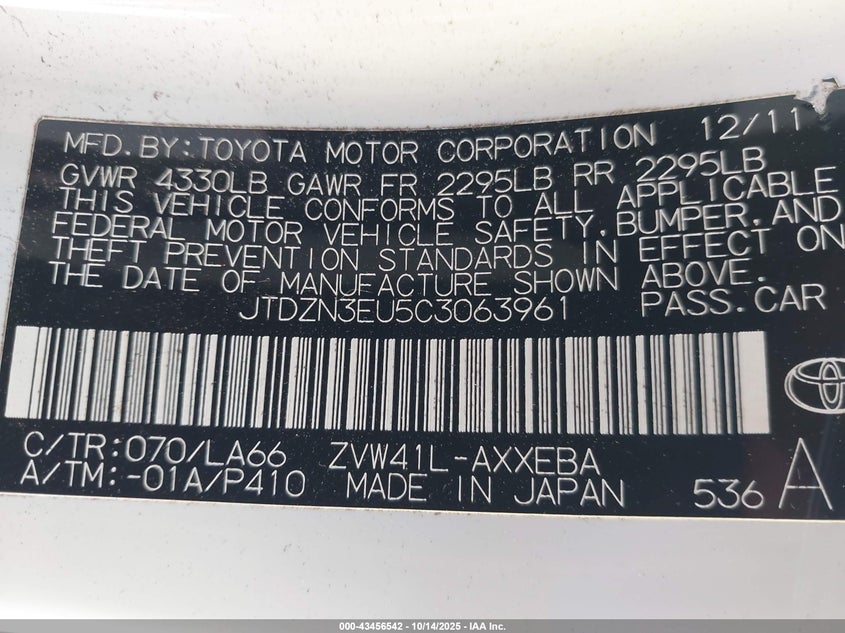 MFD. BY: TOYOTA MOTOR CORPORATION 12/11
GVWR 4330LB GAWR FR 2295LB RR 2295LB
THIS VEHICLE CONFORMS TO ALL APPLICABLE
FEDERAL MOTOR VEHICLE SAFETY, BUMPER, AND
THEFT PREVENTION STANDARDS IN EFFECT ON
THE DATE OF MANUFACTURE SHOWN ABOVE.
JTDZN3EU5C3063961 PASS. CAR
C/TR: 070/LA66 ZVW41L-AXXEBA
A/TM: -01A/P410 MADE IN JAPAN 536 A
000-43456542 - 10/14/2025 - IAA Inc.